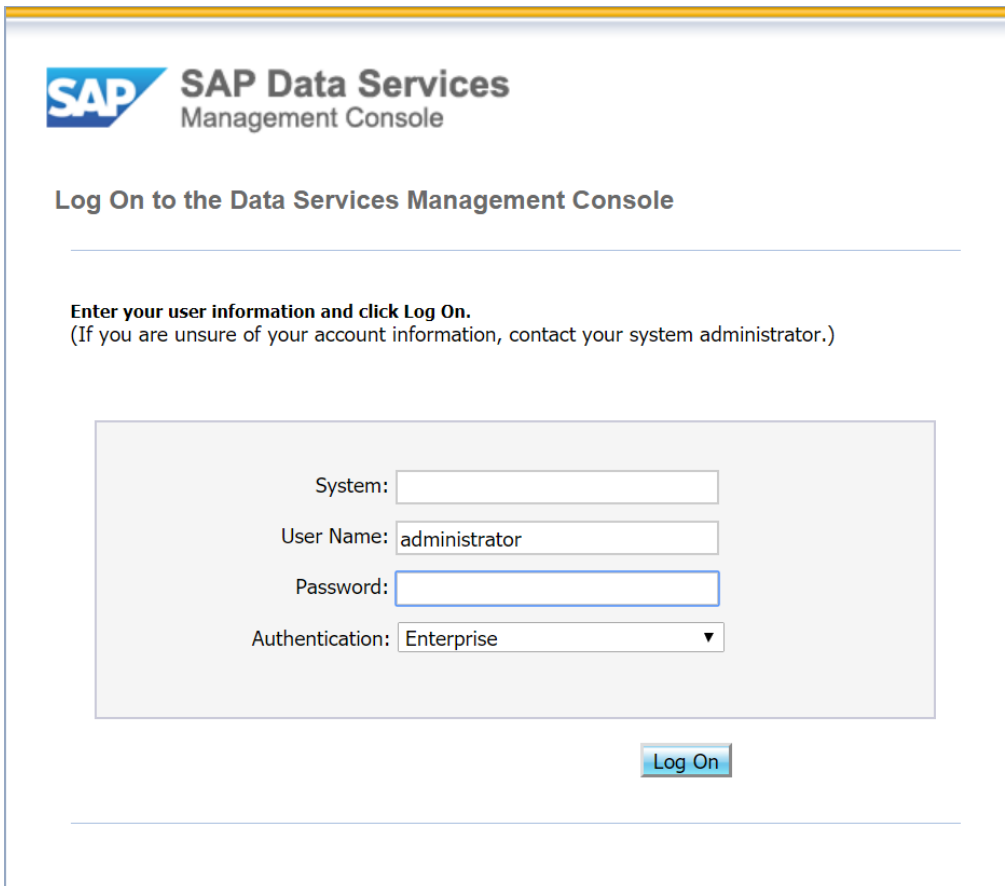 SAP
SAP Data Services
Management Console
Log On to the Data Services Management Console
Enter your user information and click Log On.
(If you are unsure of your account information, contact your system administrator.)
System:
User Name: administrator
Password:
Authentication: Enterprise
Log On